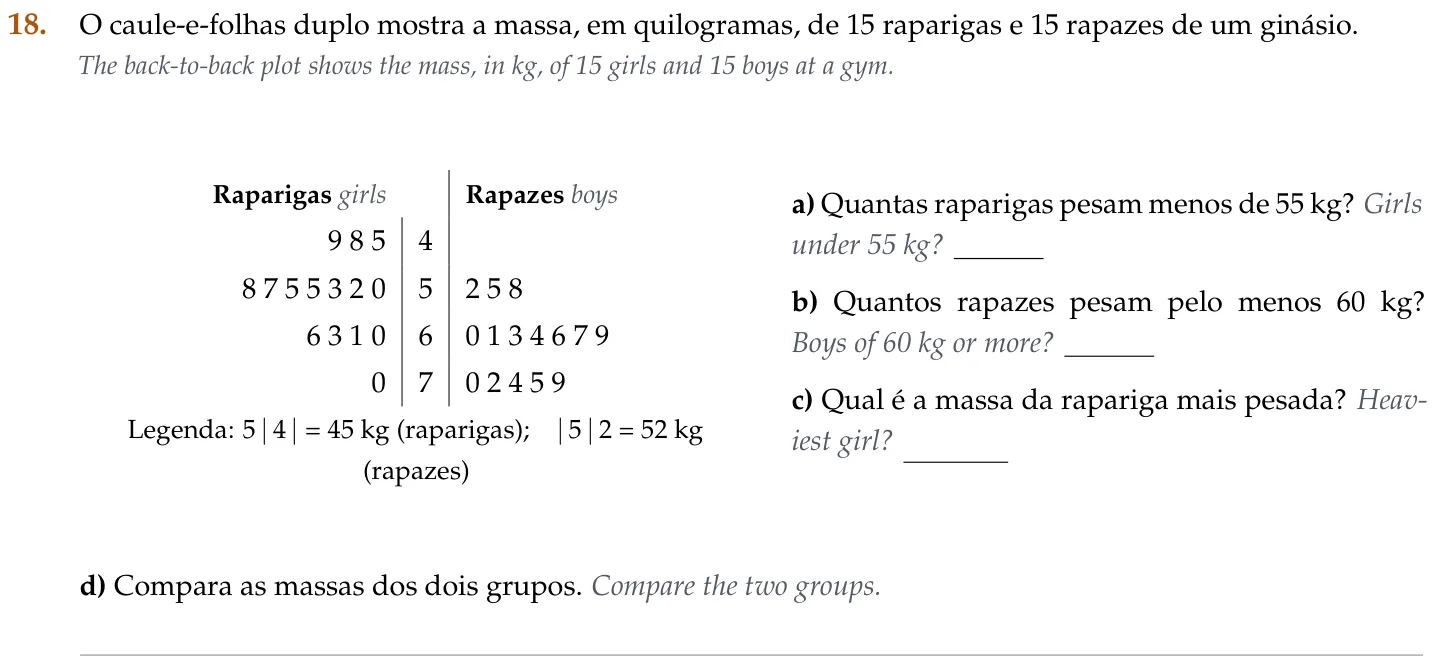 18. O caule-e-folhas duplo mostra a massa, em quilogramas, de 15 raparigas e 15 rapazes de um ginásio.
The back-to-back plot shows the mass, in kg, of 15 girls and 15 boys at a gym.
Raparigas girls | Rapazes boys
9 8 5 | 4 |
8 7 5 5 3 2 0 | 5 | 2 5 8
6 3 1 0 | 6 | 0 1 3 4 6 7 9
0 | 7 | 0 2 4 5 9
Legenda: 5 | 4 | = 45 kg (raparigas); | 5 | 2 = 52 kg
(rapazes)
a) Quantas raparigas pesam menos de 55 kg? Girls
under 55 kg? ______
b) Quantos rapazes pesam pelo menos 60 kg?
Boys of 60 kg or more? ______
c) Qual é a massa da rapariga mais pesada? Heav-
iest girl? _______
d) Compara as massas dos dois grupos. Compare the two groups.